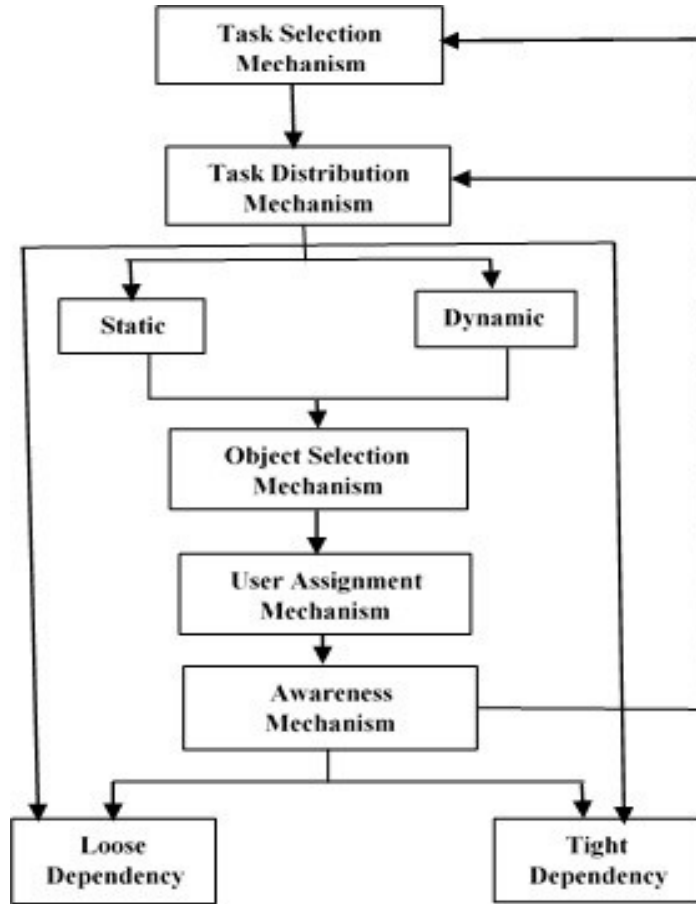 Task Selection
Mechanism
Task Distribution
Mechanism
Static
Dynamic
Object Selection
Mechanism
User Assignment
Mechanism
Awareness
Mechanism
Loose
Dependency
Tight
Dependency